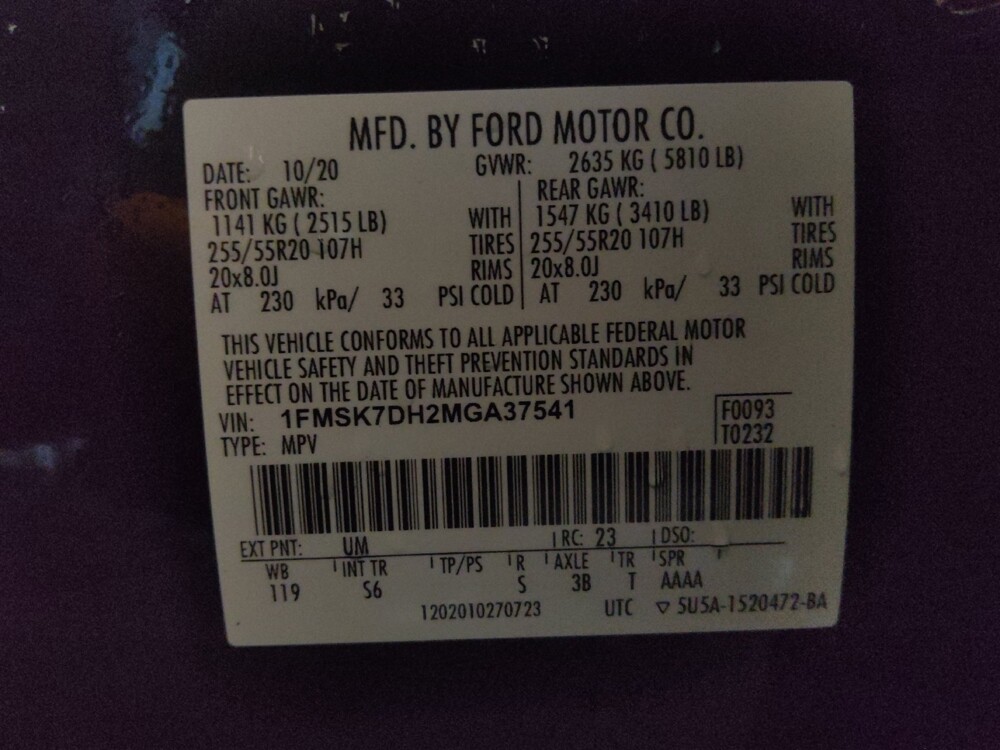 MFD. BY FORD MOTOR CO.
DATE: 10/20 GVWR: 2635 KG ( 5810 LB)
FRONT GAWR: REAR GAWR:
1141 KG ( 2515 LB) WITH 1547 KG ( 3410 LB) WITH
255/55R20 107H TIRES 255/55R20 107H TIRES
20x8.0J RIMS 20x8.0J RIMS
AT 230 kPa/ 33 PSI COLD AT 230 kPa/ 33 PSI COLD
THIS VEHICLE CONFORMS TO ALL APPLICABLE FEDERAL MOTOR
VEHICLE SAFETY AND THEFT PREVENTION STANDARDS IN
EFFECT ON THE DATE OF MANUFACTURE SHOWN ABOVE.
VIN: 1FMSK7DH2MGA37541 F0093
TYPE: MPV T0232
EXT PNT: UM RC: 23 DSO:
WB INT TR TP/PS R AXLE TR SPR
119 S6 S 3B T AAAA
1202010270723 UTC ▽ 5U5A-1520472-BA